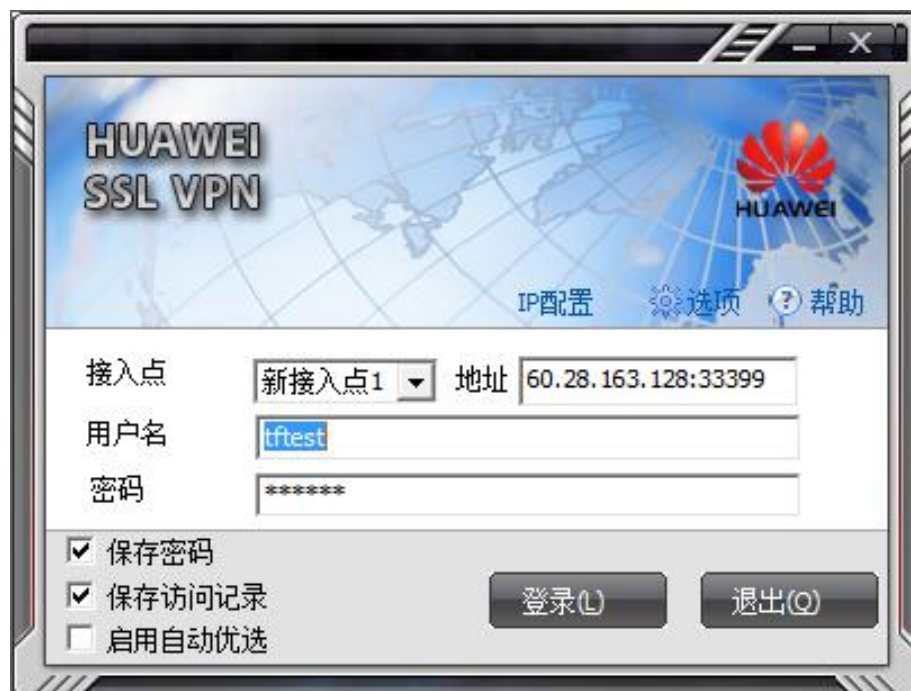 HUAWEI
SSL VPN
HUAWEI
IP配置 选项 ? 帮助
接入点 新接入点1 地址 60.28.163.128:33399
用户名 tftest
密码 ******
保存密码
保存访问记录
启用自动优选
登录(L) 退出(Q)